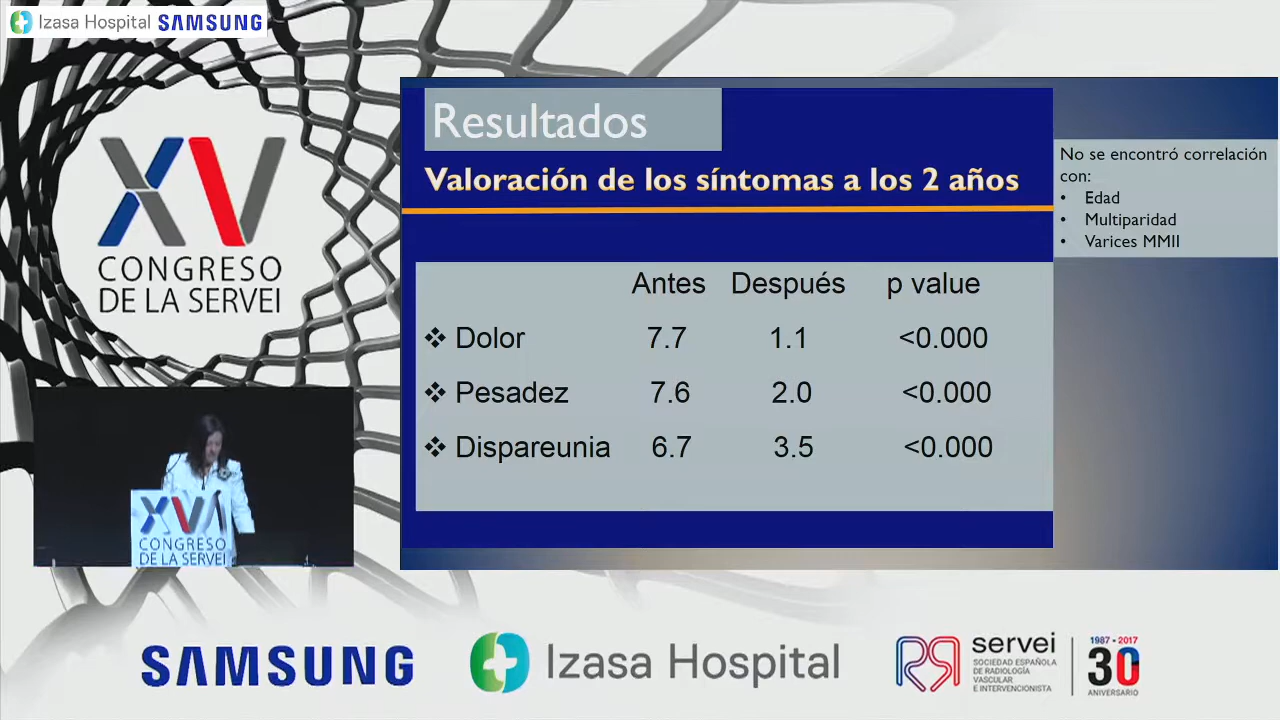 Izasa Hospital SAMSUNG
XV
CONGRESO
DE LA SERVEI
Resultados
Valoración de los síntomas a los 2 años
No se encontró correlación
con:
• Edad
• Multiparidad
• Varices MMII
Antes Después p value
❖ Dolor 7.7 1.1 <0.000
❖ Pesadez 7.6 2.0 <0.000
❖ Dispareunia 6.7 3.5 <0.000
XV
CONGRESO
DE LA SERVEI
SAMSUNG
Izasa Hospital
servei
SOCIEDAD ESPAÑOLA
DE RADIOLOGÍA
VASCULAR
E INTERVENCIONISTA
1987 • 2017
30
ANIVERSARIO